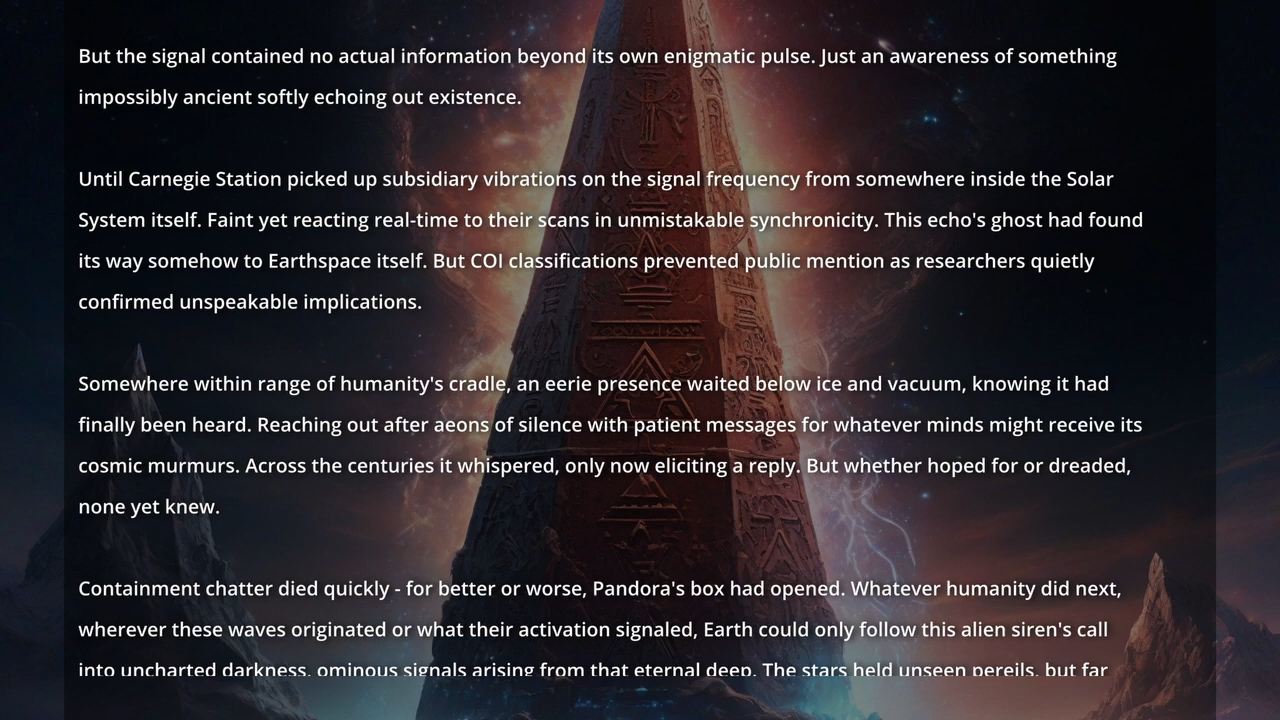 But the signal contained no actual information beyond its own enigmatic pulse. Just an awareness of something
impossibly ancient softly echoing out existence.
Until Carnegie Station picked up subsidiary vibrations on the signal frequency from somewhere inside the Solar
System itself. Faint yet reacting real-time to their scans in unmistakable synchronicity. This echo's ghost had found
its way somehow to Earthspace itself. But COI classifications prevented public mention as researchers quietly
confirmed unspeakable implications.
Somewhere within range of humanity's cradle, an eerie presence waited below ice and vacuum, knowing it had
finally been heard. Reaching out after aeons of silence with patient messages for whatever minds might receive its
cosmic murmurs. Across the centuries it whispered, only now eliciting a reply. But whether hoped for or dreaded,
none yet knew.
Containment chatter died quickly - for better or worse, Pandora's box had opened. Whatever humanity did next,
wherever these waves originated or what their activation signaled, Earth could only follow this alien siren's call
into uncharted darkness, ominous signals arising from that eternal deep. The stars held unseen pereils, but far